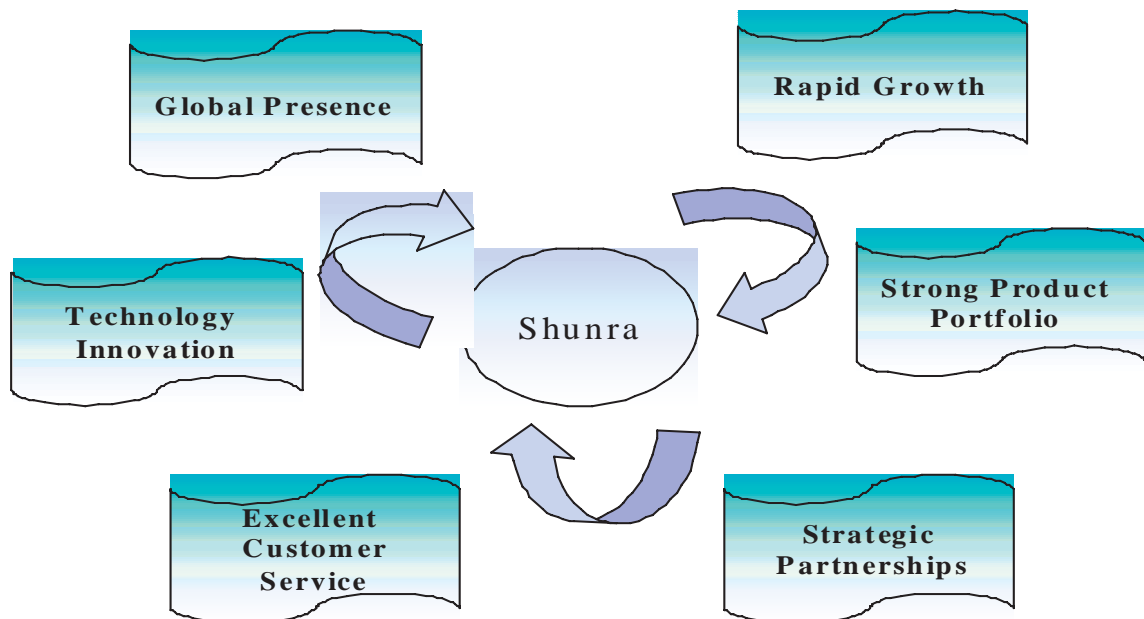 Global Presence
Rapid Growth
Technology
Innovation
Shunra
Strong Product
Portfolio
Excellent
Customer
Service
Strategic
Partnerships